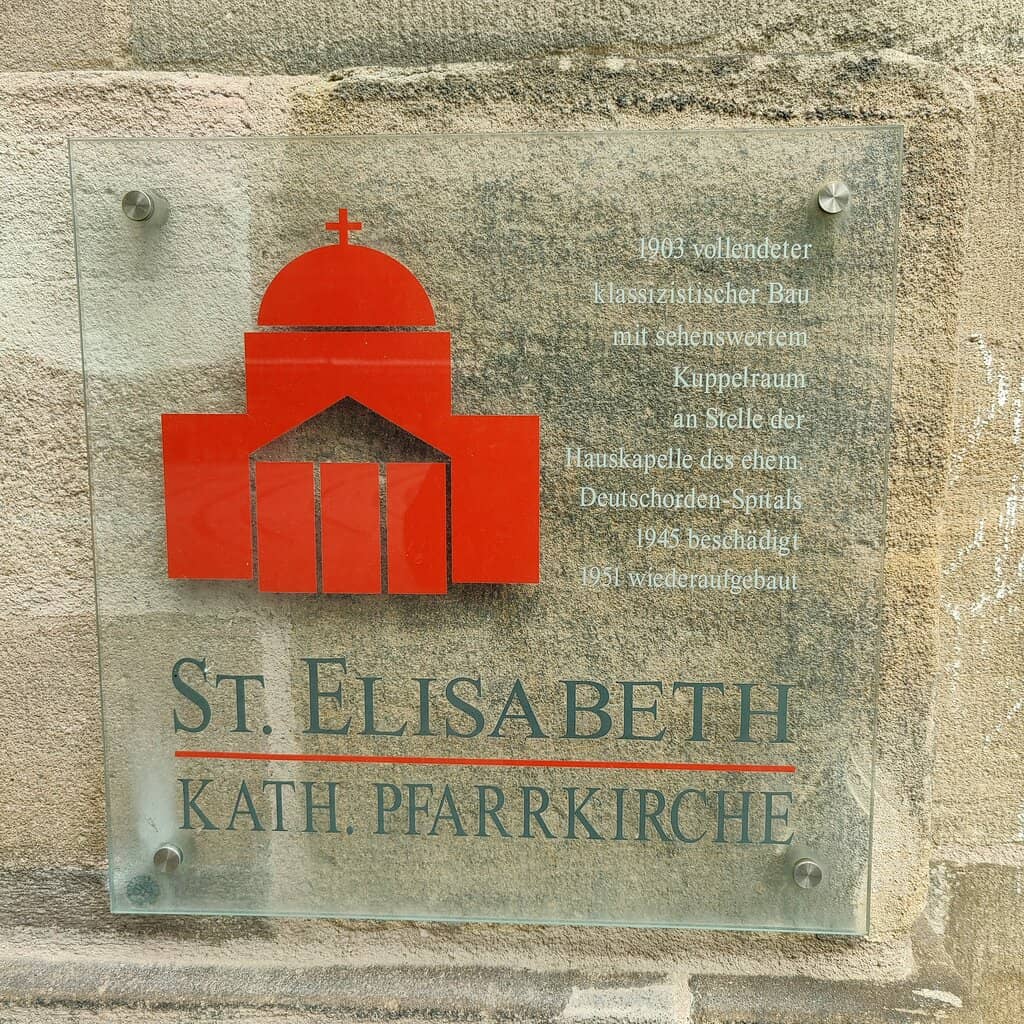 1903 vollendeter
klassizistischer Bau
mit sehenswertem
Kuppelraum
an Stelle der
Hauskapelle des ehem.
Deutschorden-Spitals
1945 beschädigt
1951 wiederaufgebaut
ST. ELISABETH
KATH. PFARRKIRCHE